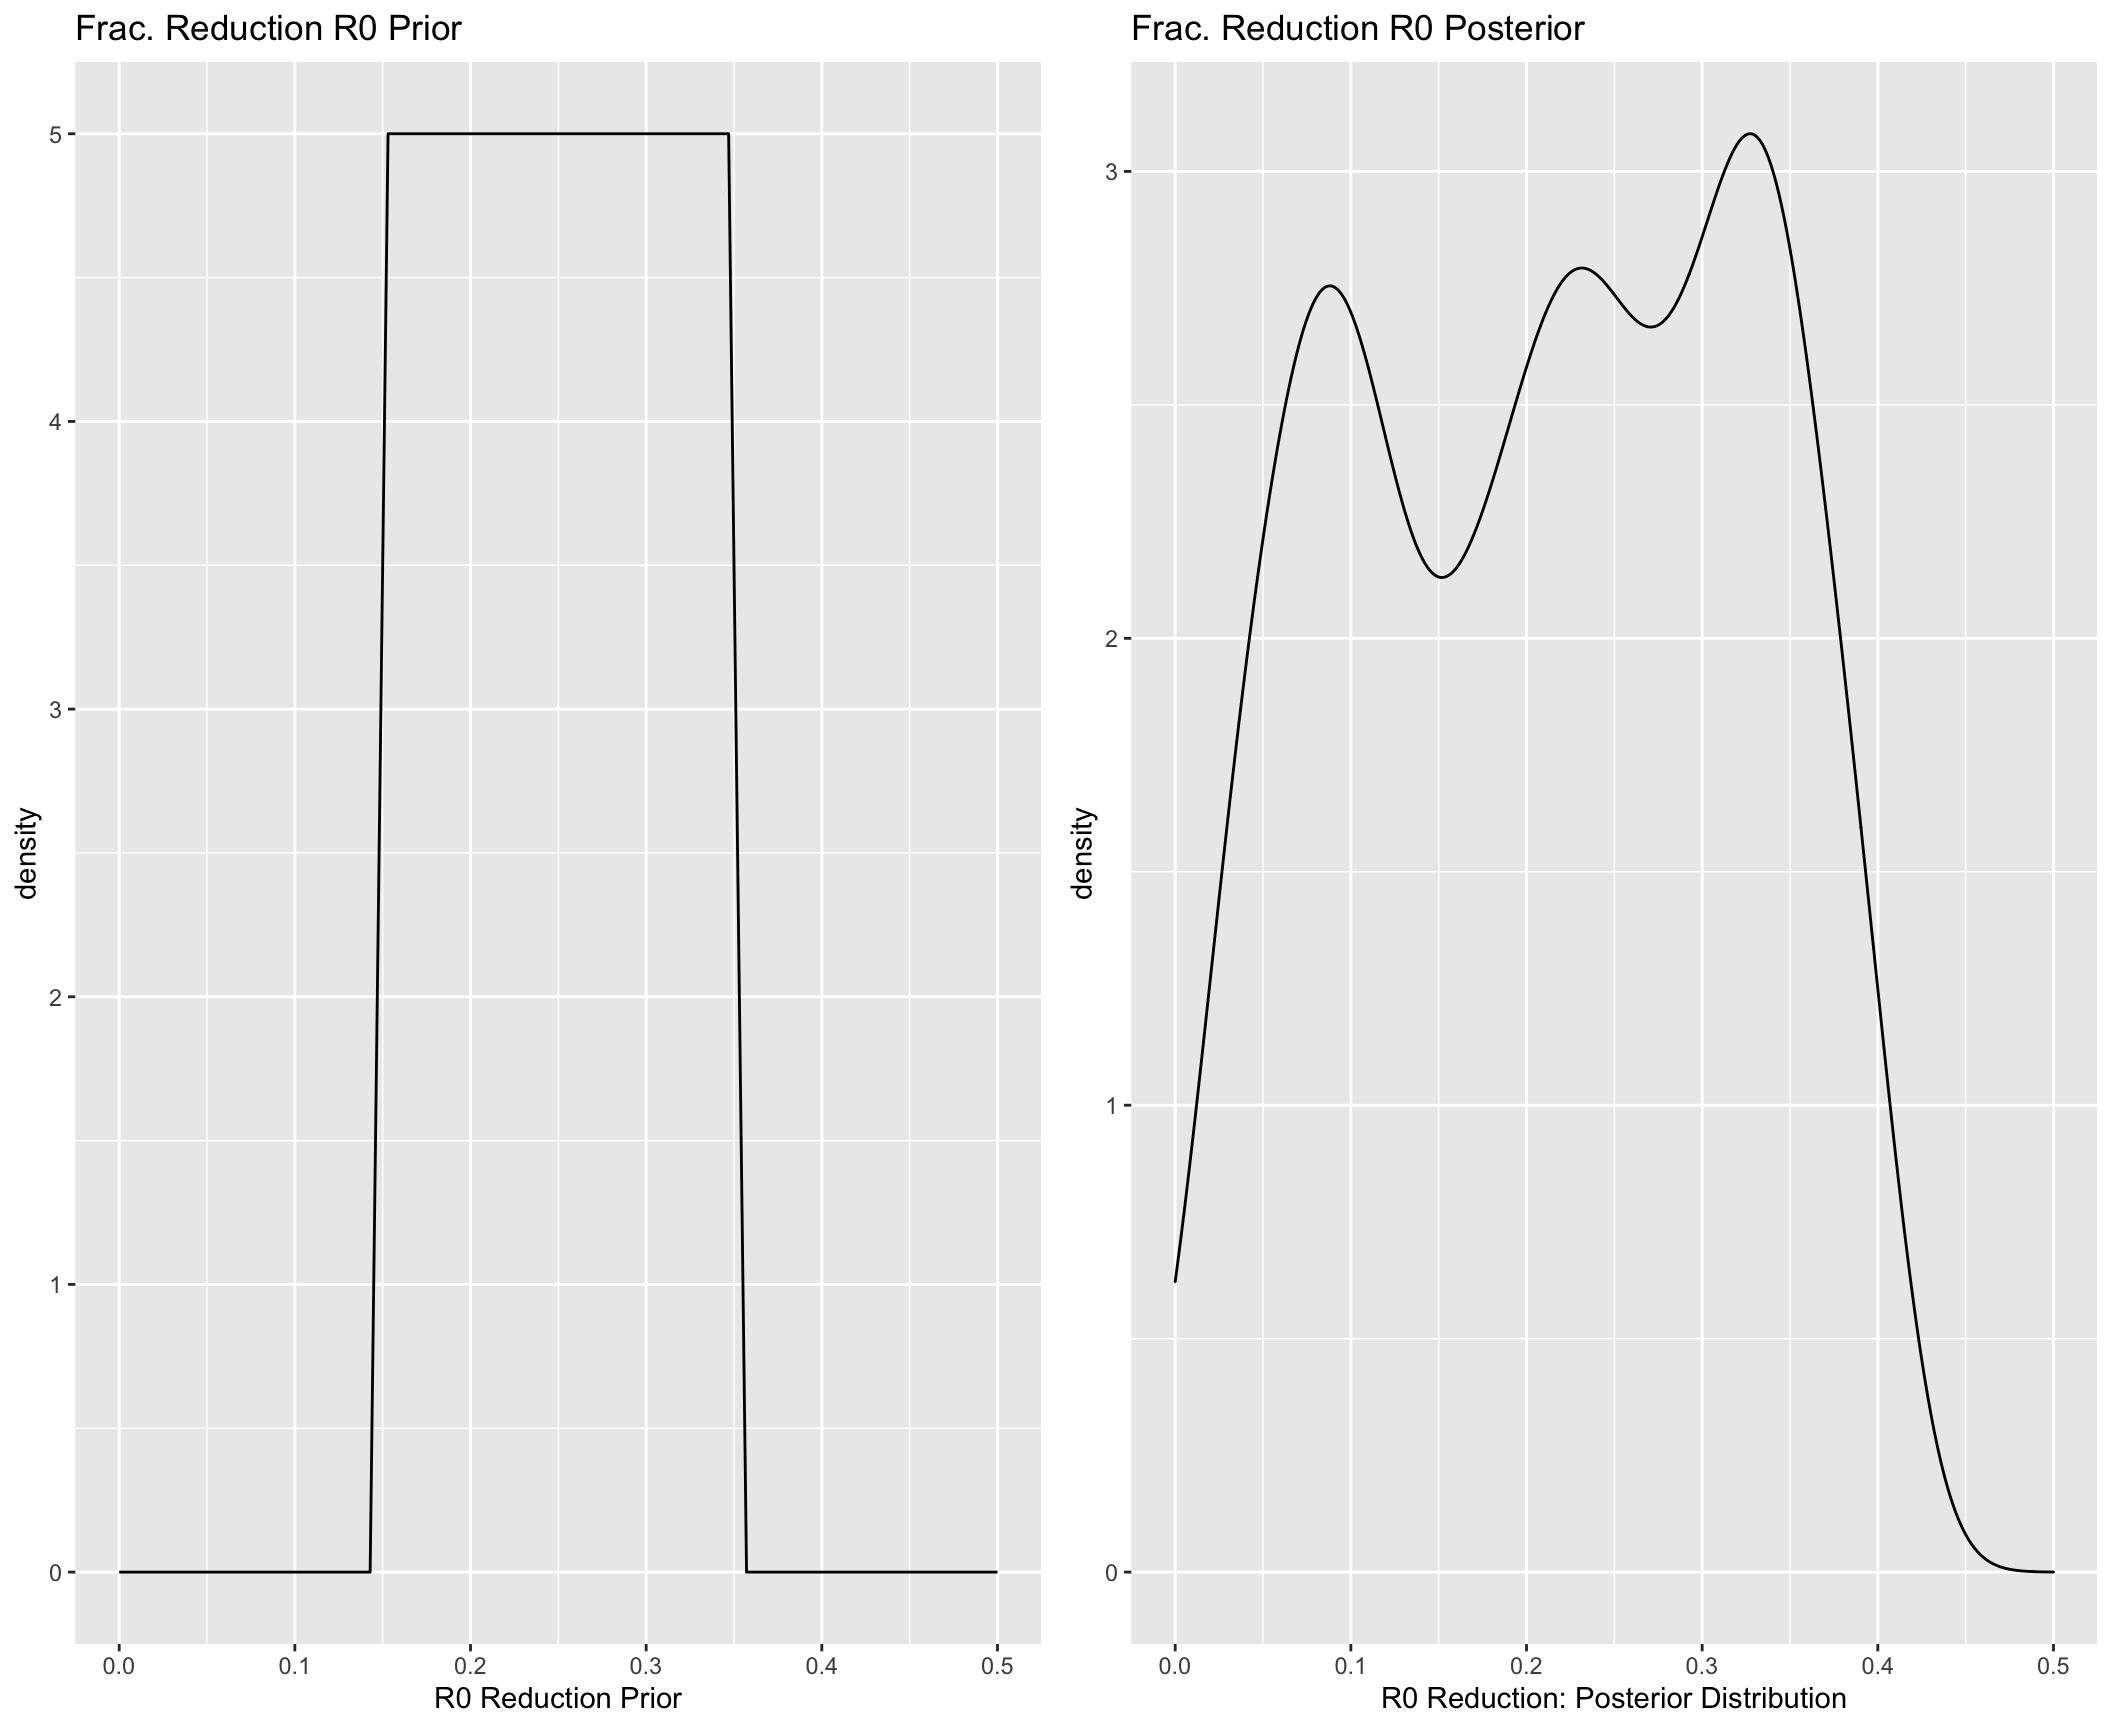 Frac. Reduction R0 Prior
5
4
3
2
1
0
density
0.0 0.1 0.2 0.3 0.4 0.5
R0 Reduction Prior
Frac. Reduction R0 Posterior
3
2
1
0
density
0.0 0.1 0.2 0.3 0.4 0.5
R0 Reduction: Posterior Distribution